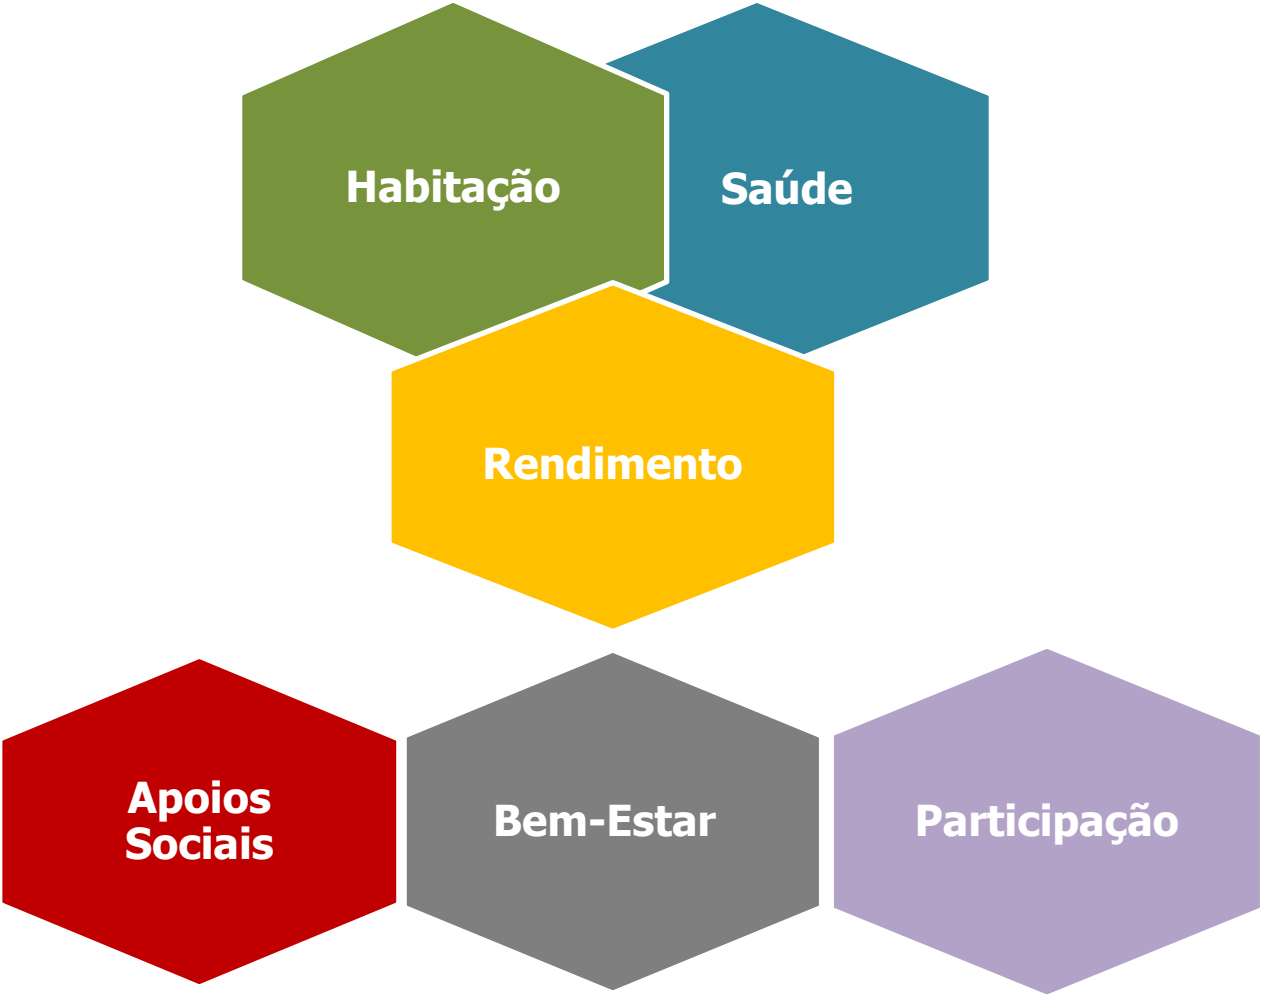 Habitação
Saúde
Rendimento
Apoios
Sociais
Bem-Estar
Participação